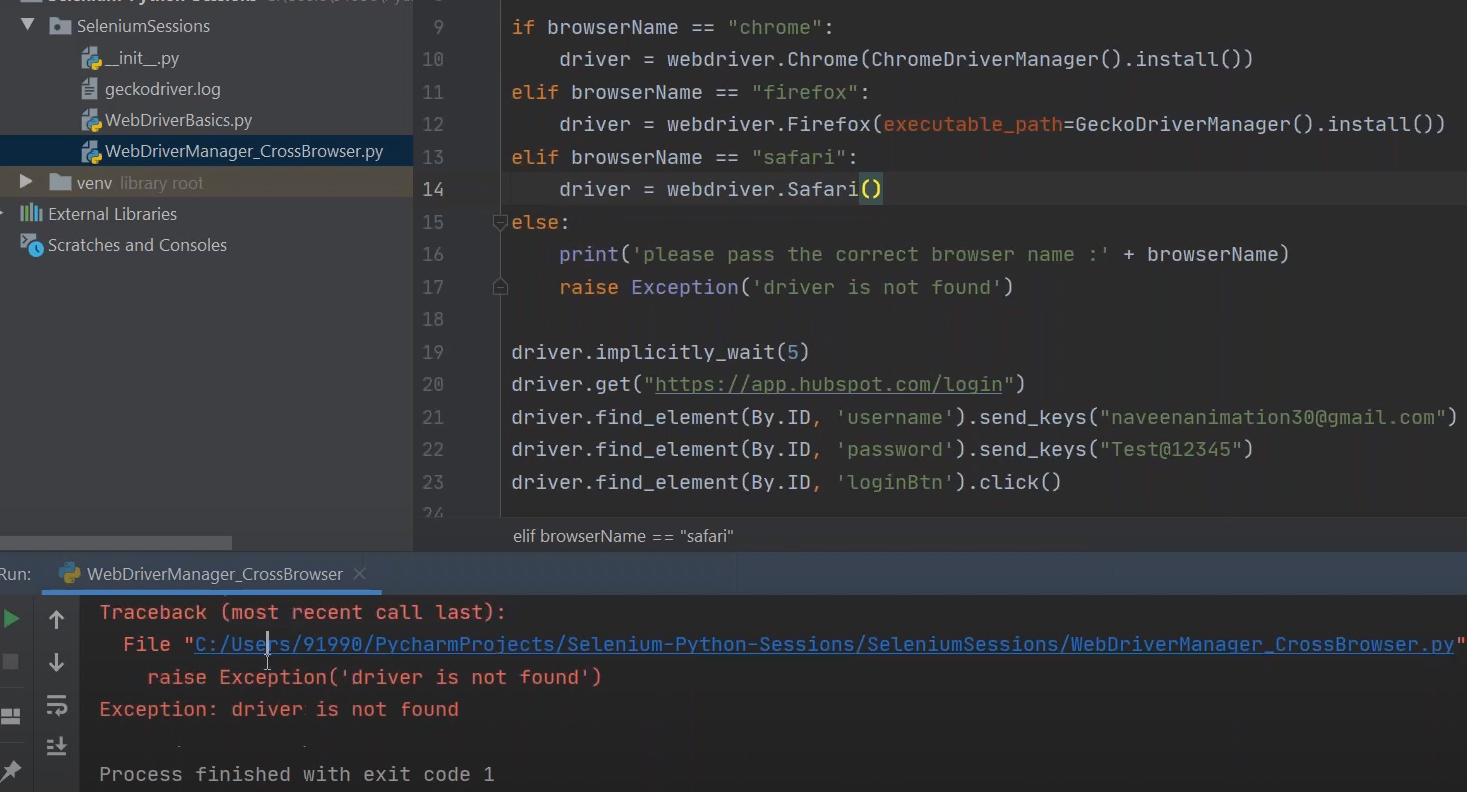 SeleniumSessions
__init__.py
geckodriver.log
WebDriverBasics.py
WebDriverManager_CrossBrowser.py
venv library root
External Libraries
Scratches and Consoles
9 if browserName == "chrome":
10 driver = webdriver.Chrome(ChromeDriverManager().install())
11 elif browserName == "firefox":
12 driver = webdriver.Firefox(executable_path=GeckoDriverManager().install())
13 elif browserName == "safari":
14 driver = webdriver.Safari()
15 else:
16 print('please pass the correct browser name :' + browserName)
17 raise Exception('driver is not found')
18
19 driver.implicitly_wait(5)
20 driver.get("https://app.hubspot.com/login")
21 driver.find_element(By.ID, 'username').send_keys("naveenanimation30@gmail.com")
22 driver.find_element(By.ID, 'password').send_keys("Test@12345")
23 driver.find_element(By.ID, 'loginBtn').click()
24
elif browserName == "safari"
Run: WebDriverManager_CrossBrowser
Traceback (most recent call last):
File "C:/Users/91990/PycharmProjects/Selenium-Python-Sessions/SeleniumSessions/WebDriverManager_CrossBrowser.py"
raise Exception('driver is not found')
Exception: driver is not found
Process finished with exit code 1